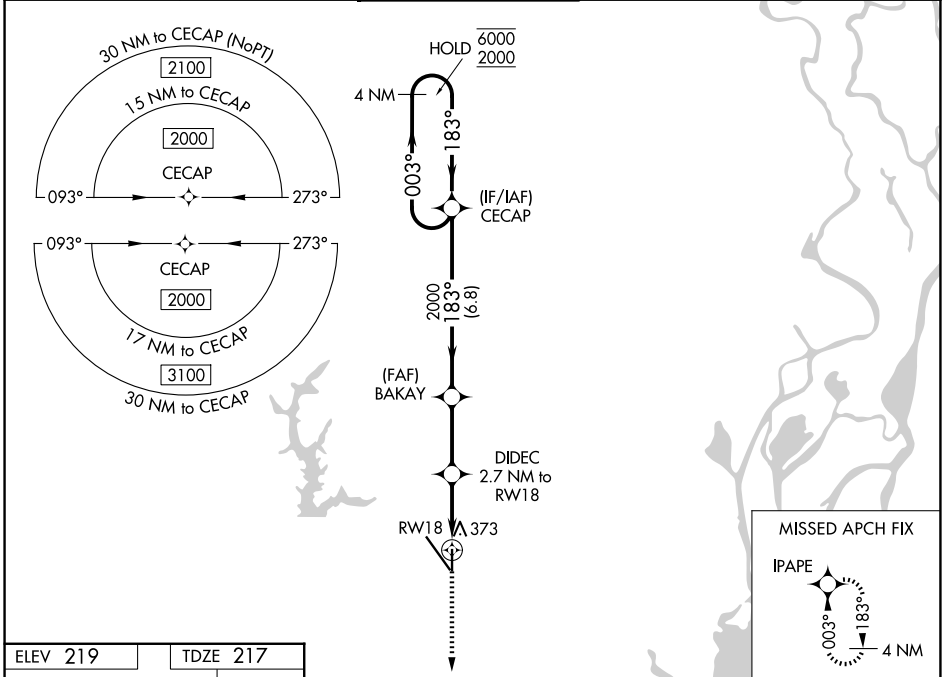 30 NM to CECAP (NoPT)
2100
15 NM to CECAP
2000
CECAP
093°
273°
093°
273°
CECAP
2000
17 NM to CECAP
3100
30 NM to CECAP
HOLD
6000
2000
4 NM
183°
003°
(IF/IAF)
CECAP
2000
183°
(6.8)
(FAF)
BAKAY
DIDEC
2.7 NM to
RW18
RW18
373
MISSED APCH FIX
IPAPE
003°
183°
4 NM
ELEV 219
TDZE 217